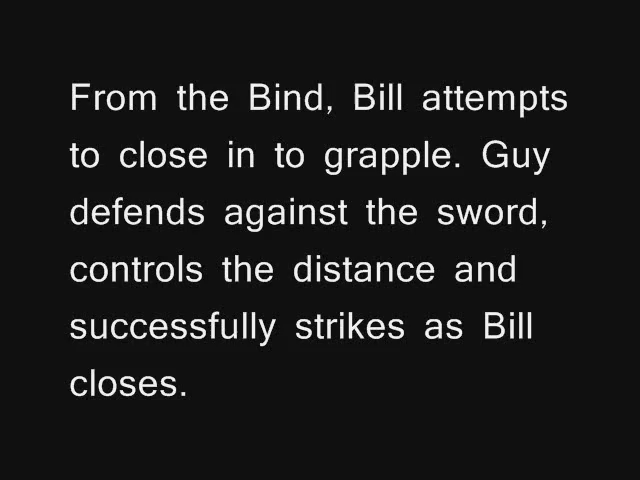 From the Bind, Bill attempts
to close in to grapple. Guy
defends against the sword,
controls the distance and
successfully strikes as Bill
closes.